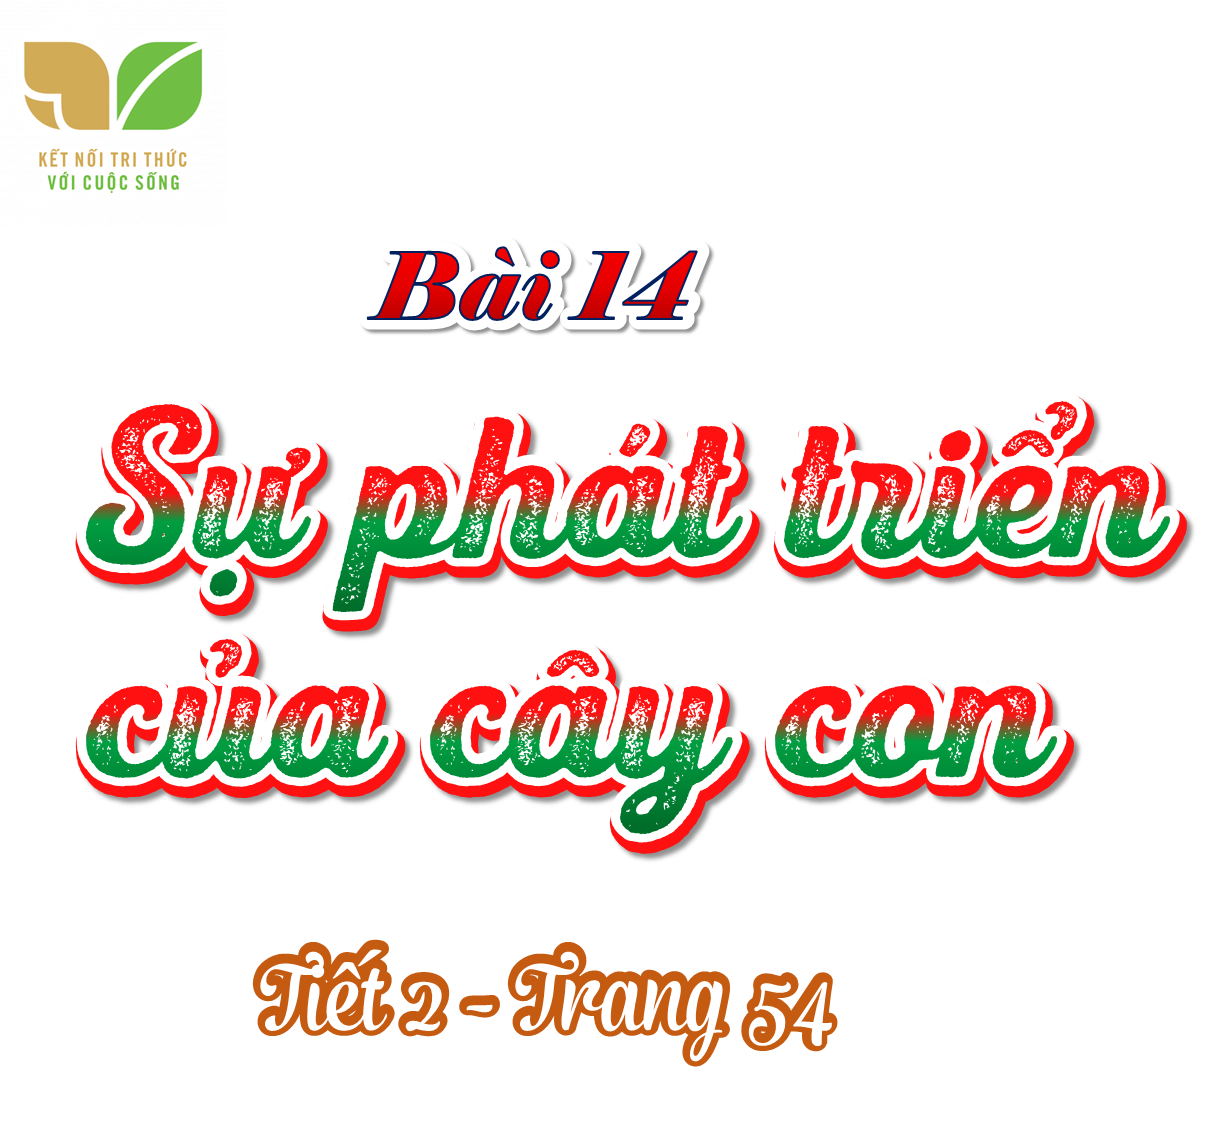 KẾT NỐI TRI THỨC
VỚI CUỘC SỐNG
Bài 14
Sự phát triển
của cây con
Tiết 2 - Trang 54